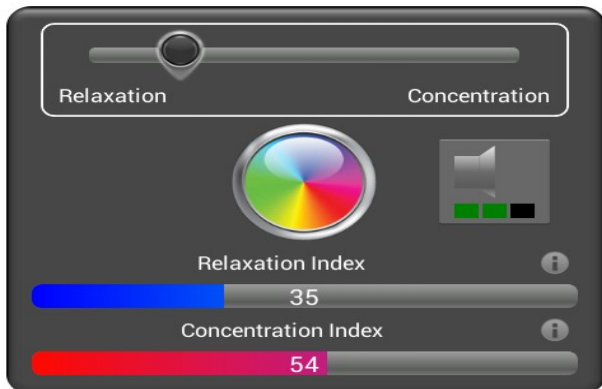 Relaxation Concentration
Relaxation Index
35
Concentration Index
54